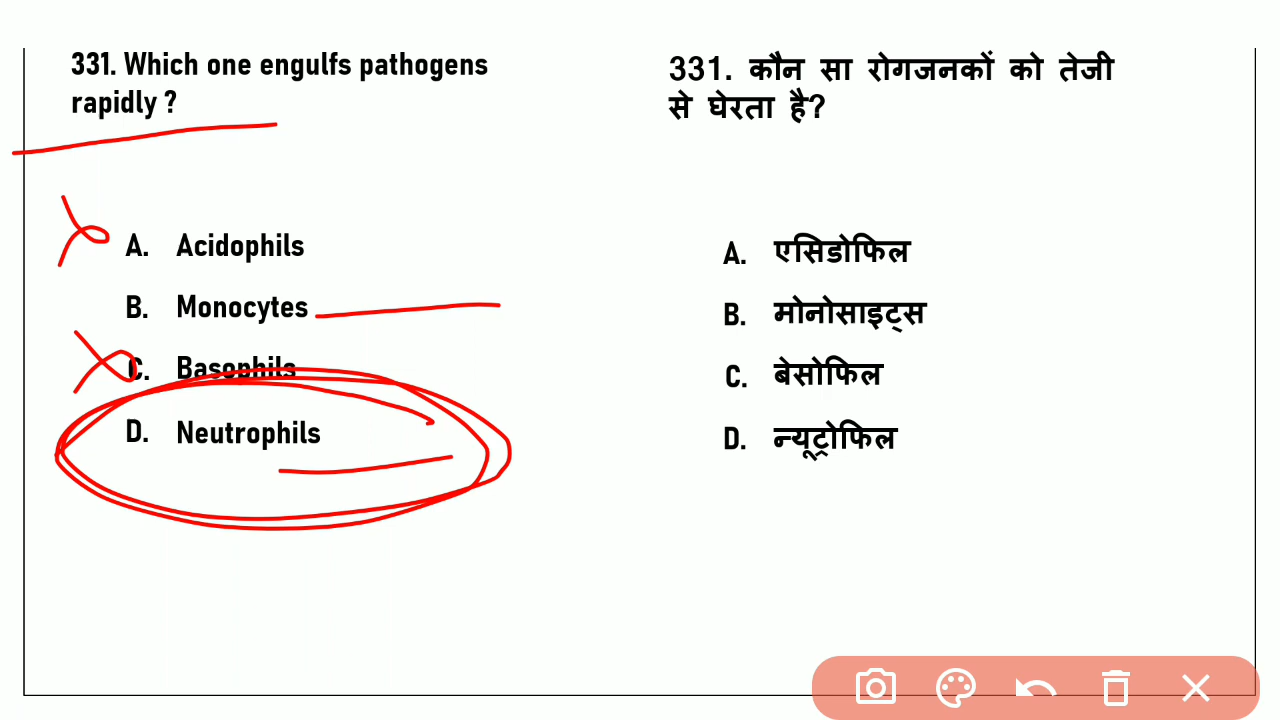 331. Which one engulfs pathogens
rapidly ?
A. Acidophils
B. Monocytes
C. Basophils
D. Neutrophils
331. कौन सा रोगजनकों को तेजी
से घेरता है?
A. एसिडोफिल
B. मोनोसाइट्स
C. बेसोफिल
D. न्यूट्रोफिल